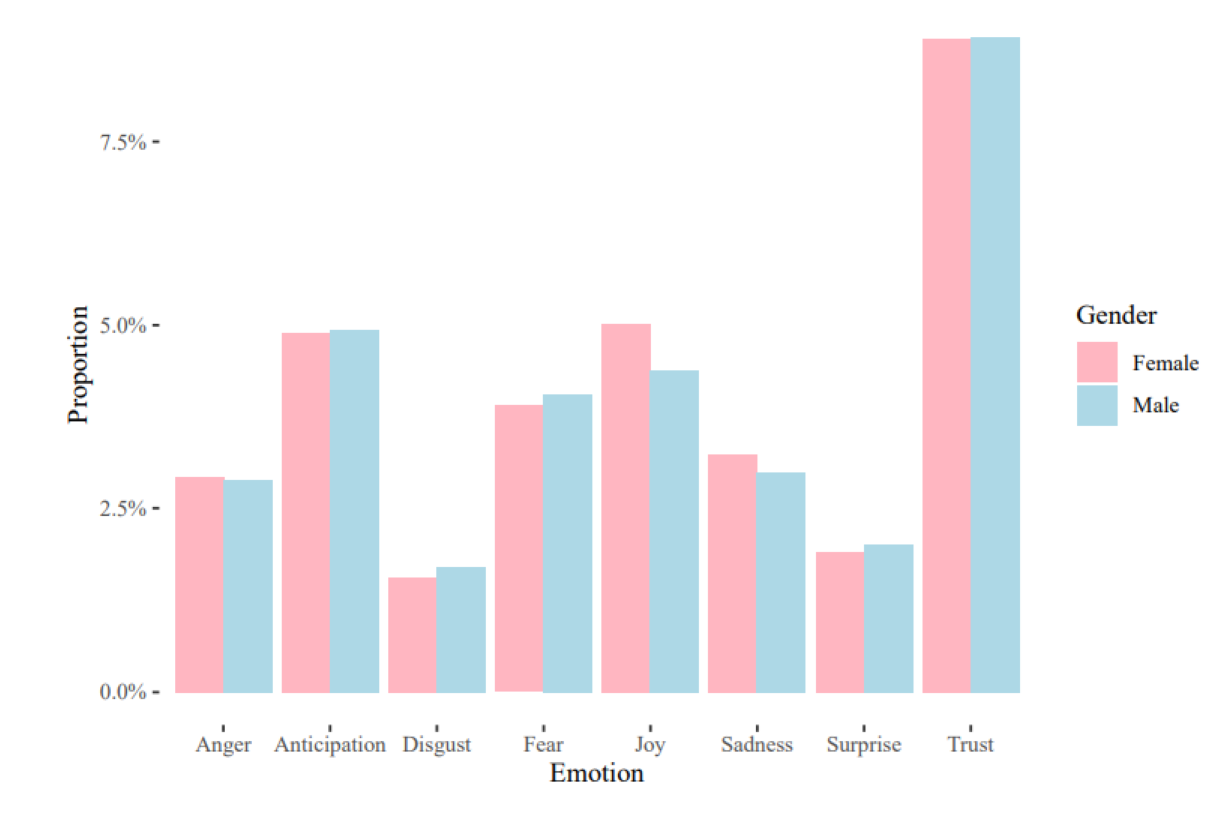 7.5%
5.0%
2.5%
0.0%
Proportion
Anger Anticipation Disgust Fear Joy Sadness Surprise Trust
Emotion
Gender
Female
Male